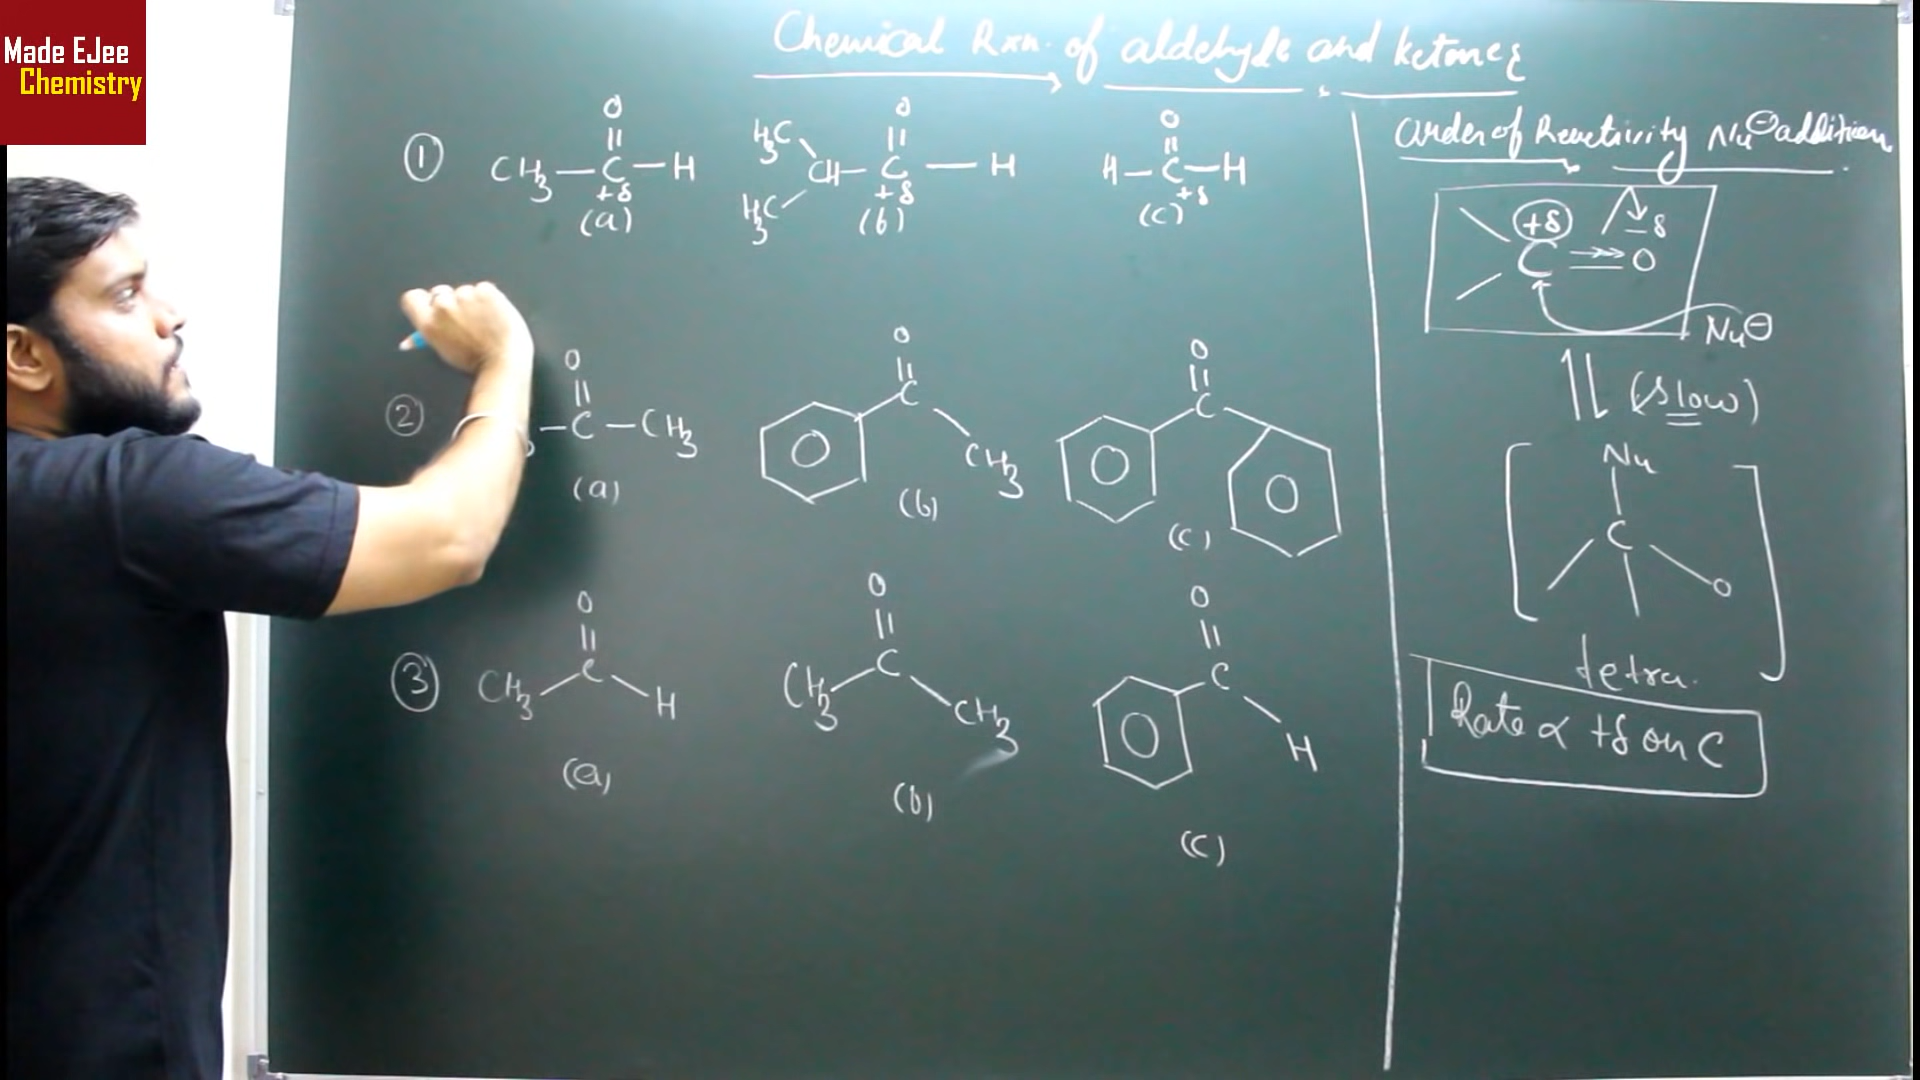 Made EJee
Chemistry
Chemical Rxn. of aldehyde and ketones
Order of Reactivity Nu⊖ addition
① CH3—C—H
O
+δ
(a)
H3C
H3C
CH—C—H
O
+δ
(b)
H—C—H
O
+δ
(c)
+δ
-δ
C
O
Nu⊖
(slow)
②
O
—C—CH3
(a)
O
C
CH3
O
(b)
O
C
O
O
(c)
Nu
C
O
tetra.
③
O
CH3
C
H
(a)
O
CH3
C
CH3
(b)
O
C
H
O
(c)
Rate ∝ +δ on C